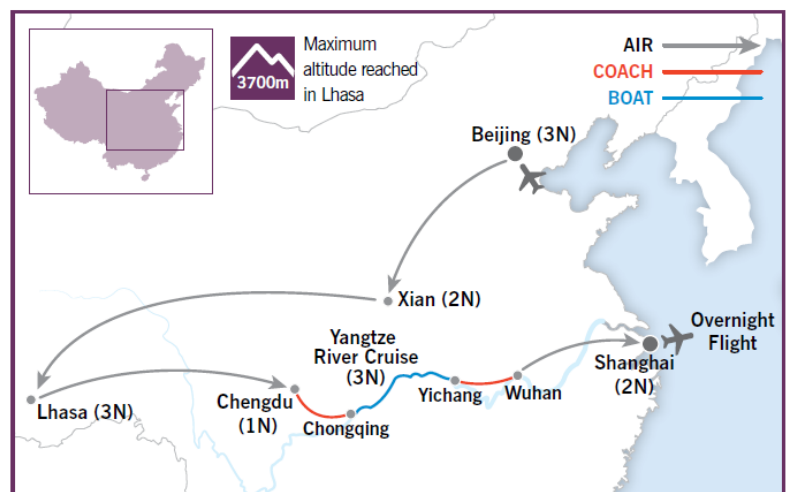 Maximum
altitude reached
in Lhasa
3700m
AIR
COACH
BOAT
Beijing (3N)
Xian (2N)
Yangtze
River Cruise
(3N)
Overnight
Flight
Shanghai
(2N)
Yichang
Wuhan
Chengdu
(1N)
Chongqing
Lhasa (3N)